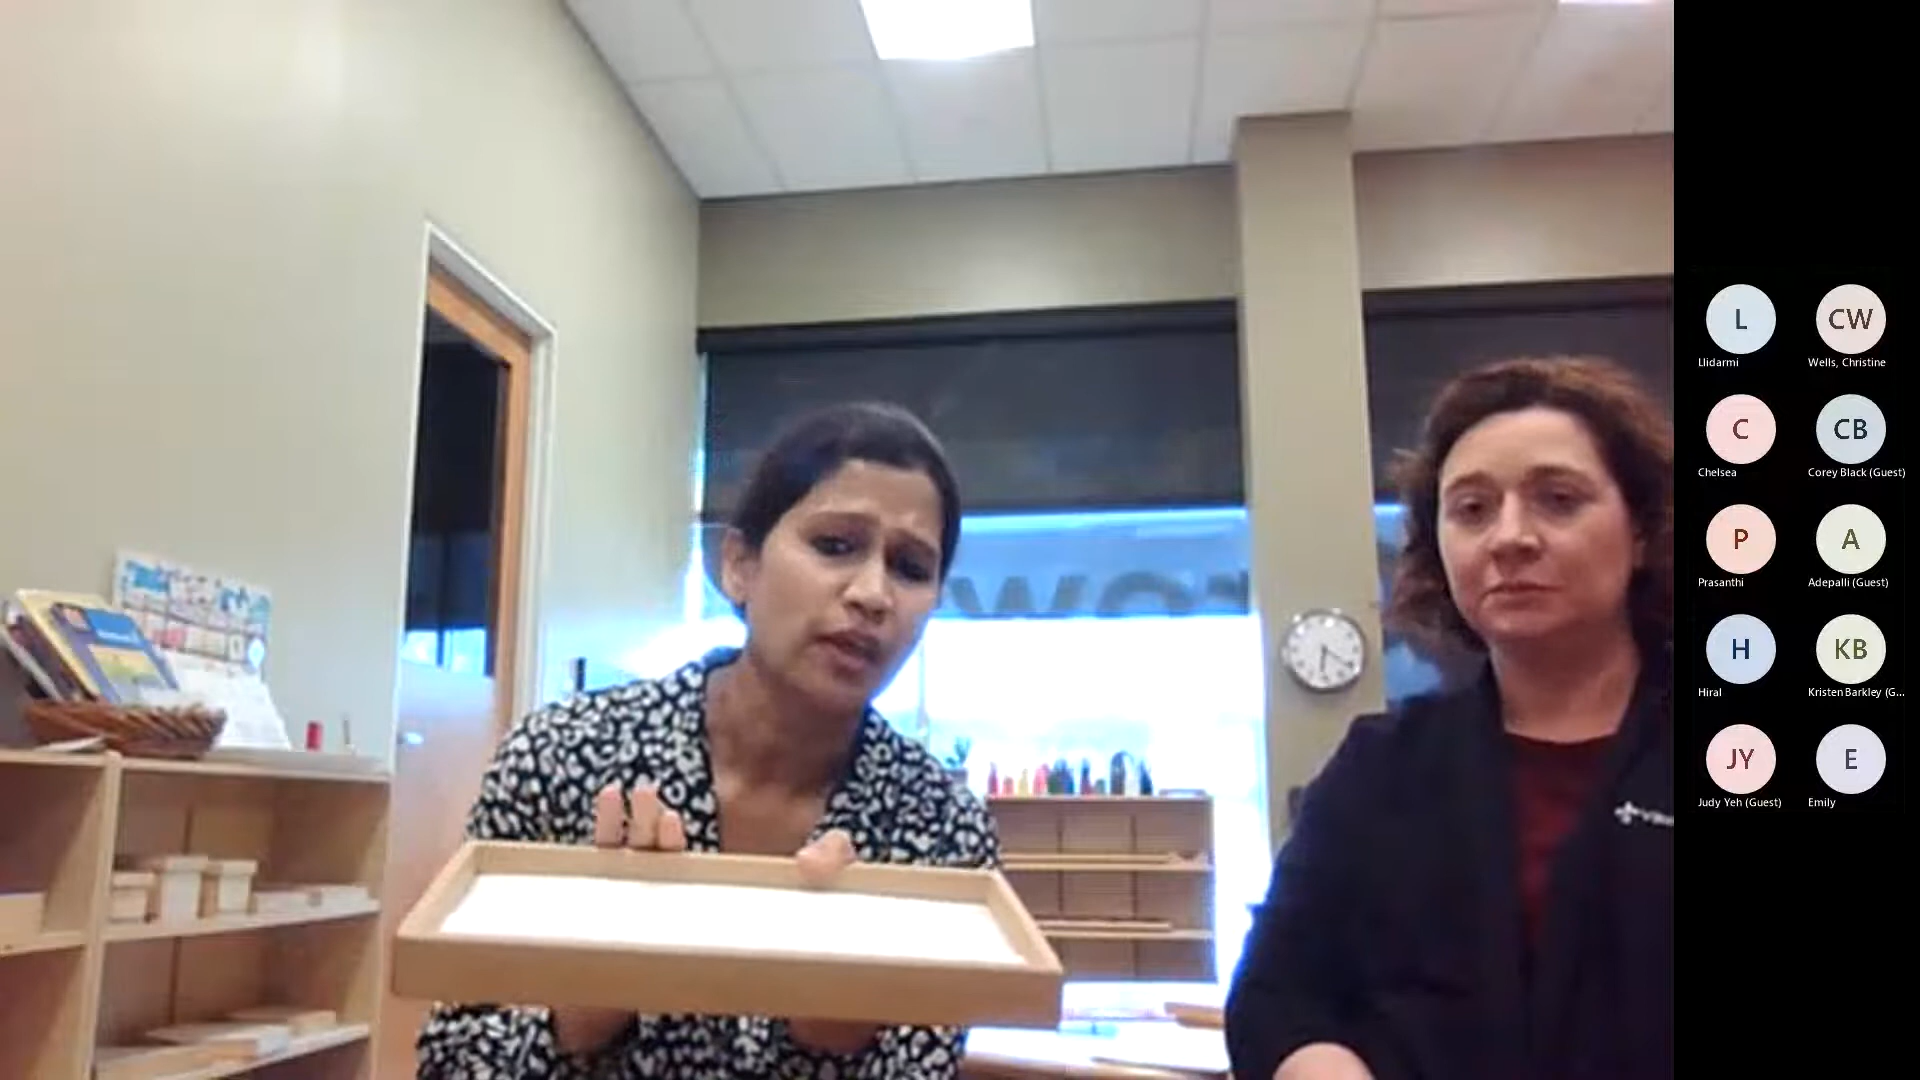 L
Llidarmi
CW
Wells, Christine
C
Chelsea
CB
Corey Black (Guest)
P
Prasanthi
A
Adepalli (Guest)
H
Hiral
KB
Kristen Barkley (G...
JY
Judy Yeh (Guest)
E
Emily